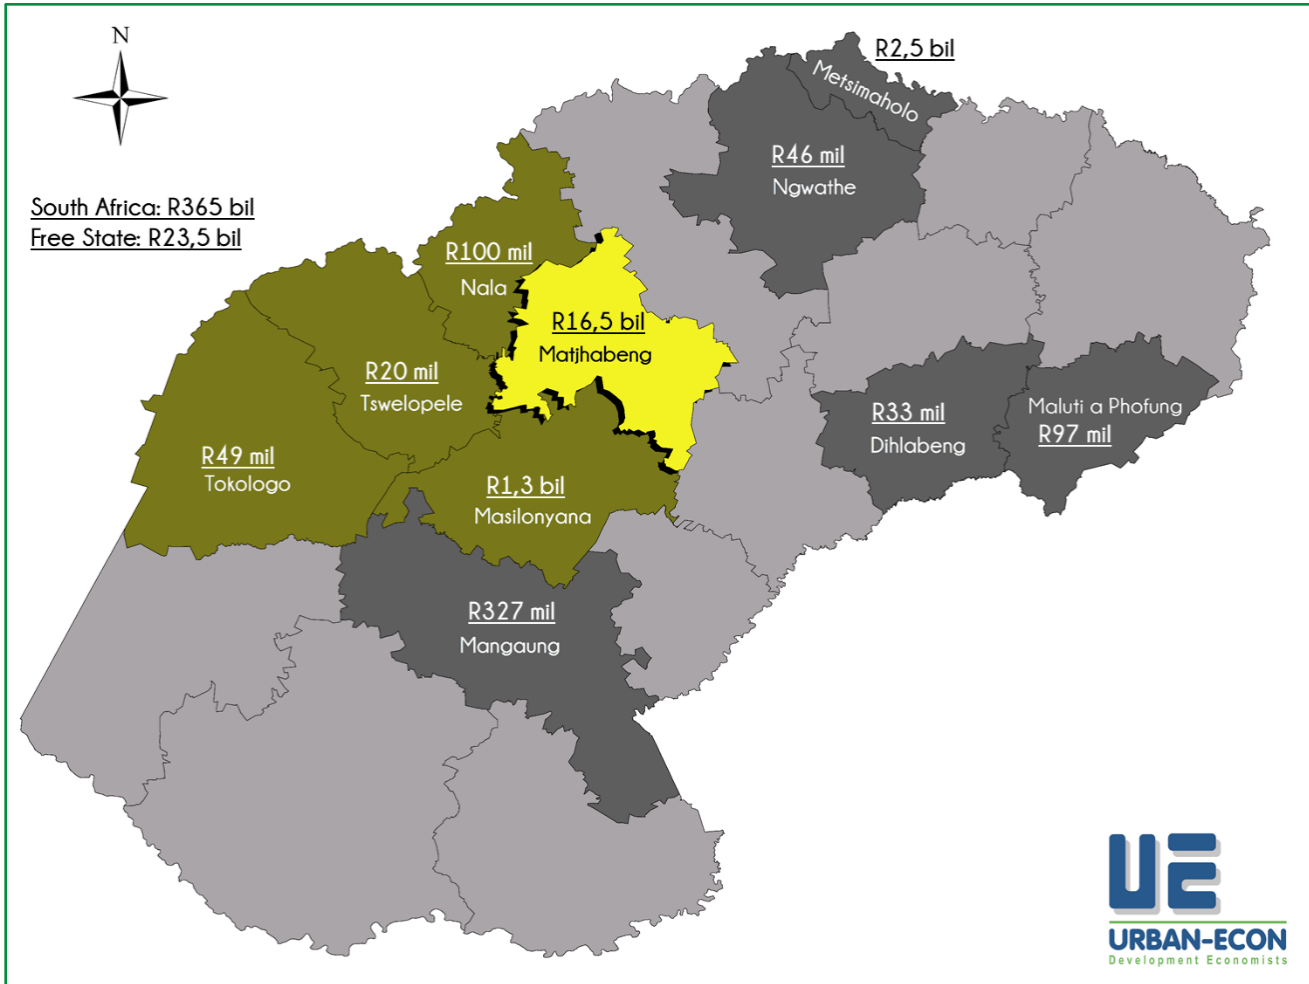 N
R2,5 bil
Metsimaholo
R46 mil
Ngwathe
South Africa: R365 bil
Free State: R23,5 bil
R100 mil
Nala
R16,5 bil
Matjhabeng
R20 mil
Tswelopele
R33 mil
Dihlabeng
Maluti a Phofung
R97 mil
R49 mil
Tokologo
R1,3 bil
Masilonyana
R327 mil
Mangaung
UE
URBAN-ECON
Development Economists